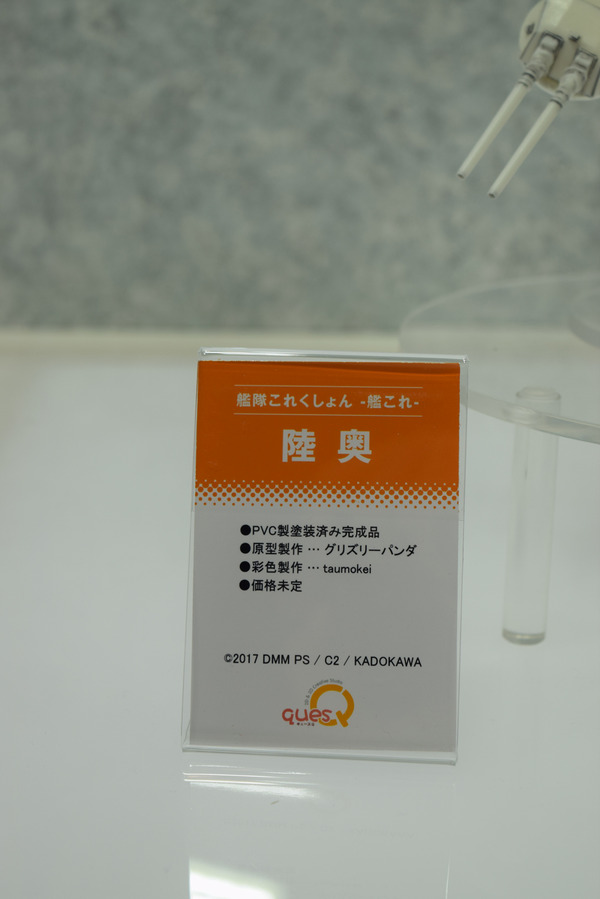 艦隊これくしょん -艦これ-
陸奥
●PVC製塗装済み完成品
●原型製作 … グリズリーパンダ
●彩色製作 … taumokei
●価格未定
©2017 DMM PS / C2 / KADOKAWA
quesQ